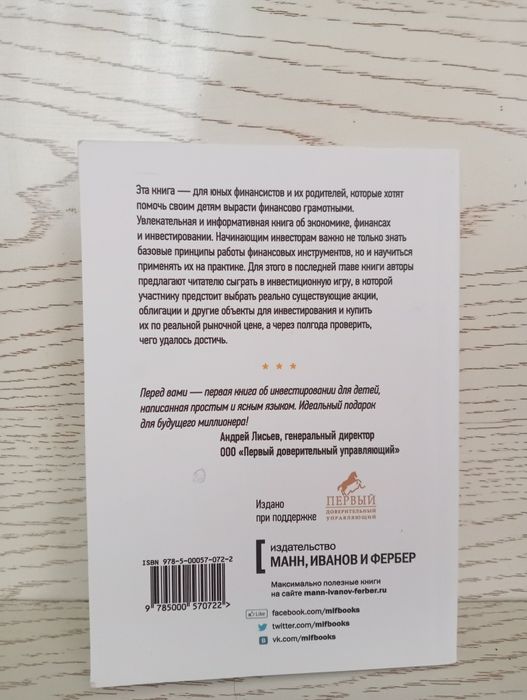 Эта книга — для юных финансистов и их родителей, которые хотят
помочь своим детям вырасти финансово грамотными.
Увлекательная и информативная книга об экономике, финансах
и инвестировании. Начинающим инвесторам важно не только знать
базовые принципы работы финансовых инструментов, но и научиться
применять их на практике. Для этого в последней главе книги авторы
предлагают читателю сыграть в инвестиционную игру, в которой
участнику предстоит выбрать реально существующие акции,
облигации и другие объекты для инвестирования и купить
их по реальной рыночной цене, а через полгода проверить,
чего удалось достичь.
* * *
Перед вами — первая книга об инвестировании для детей,
написанная простым и ясным языком. Идеальный подарок
для будущего миллионера!
Андрей Лисьев, генеральный директор
ООО «Первый доверительный управляющий»
Издано
при поддержке
ПЕРВЫЙ
ДОВЕРИТЕЛЬНЫЙ
УПРАВЛЯЮЩИЙ
издательство
МАНН, ИВАНОВ И ФЕРБЕР
Максимально полезные книги
на сайте mann-ivanov-ferber.ru
Like facebook.com/mifbooks
twitter.com/mifbooks
vk.com/mifbooks
ISBN 978-5-00057-072-2
9 785000 570722 >